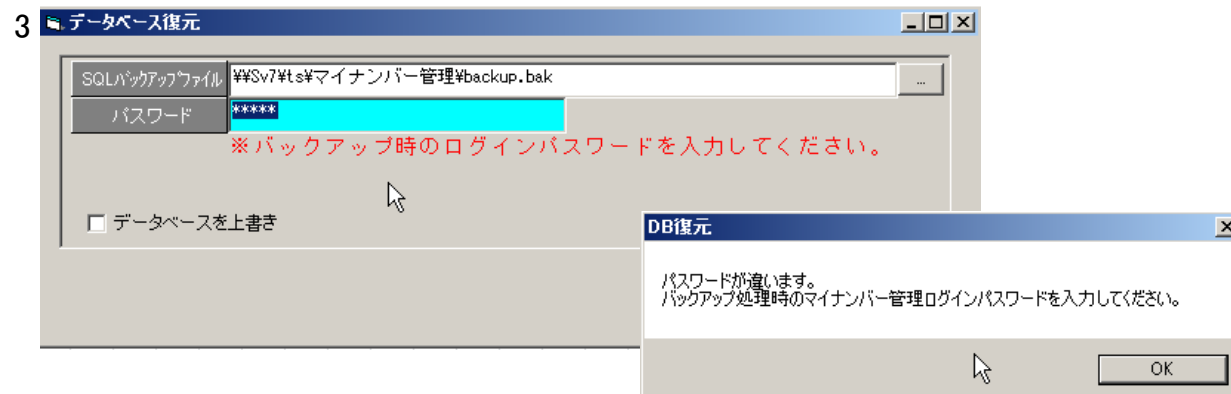 3
データベース復元
SQLバックアップファイル ¥¥Sv7¥ts¥マイナンバー管理¥backup.bak ...
パスワード *****
※バックアップ時のログインパスワードを入力してください。
データベースを上書き
DB復元
パスワードが違います。
バックアップ処理時のマイナンバー管理ログインパスワードを入力してください。
OK